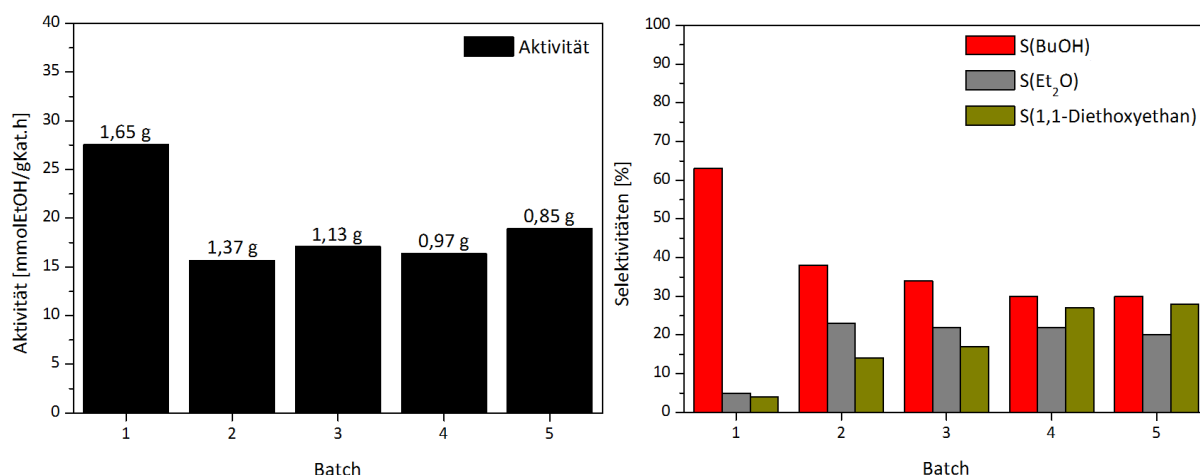 40
35
30
25
20
15
10
5
0
Aktivität [mmolEtOH/gKat.h]
Aktivität
1,65 g
1,37 g
1,13 g
0,97 g
0,85 g
1 2 3 4 5
Batch
100
90
80
70
60
50
40
30
20
10
0
Selektivitäten [%]
S(BuOH)
S(Et₂O)
S(1,1-Diethoxyethan)
1 2 3 4 5
Batch